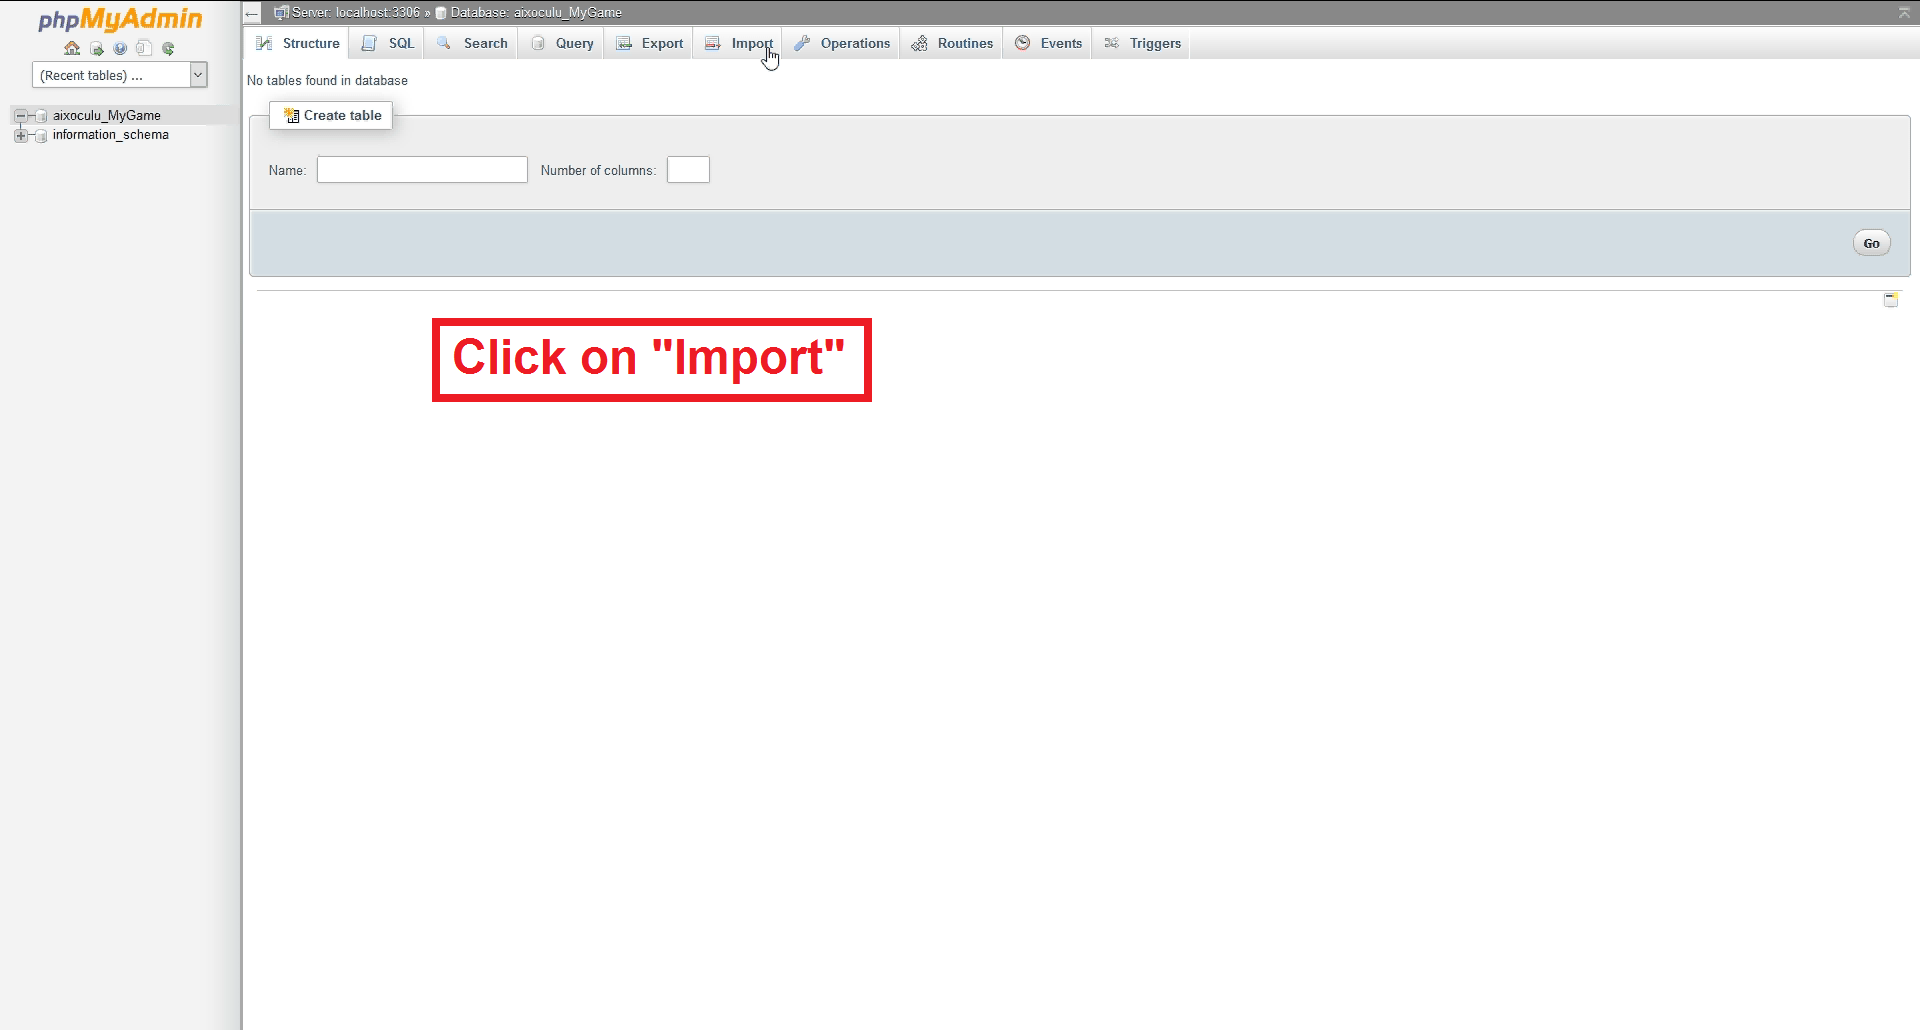 phpMyAdmin
(Recent tables) ...
aixoculu_MyGame
information_schema
Server: localhost:3306 » Database: aixoculu_MyGame
Structure SQL Search Query Export Import Operations Routines Events Triggers
No tables found in database
Create table
Name: Number of columns:
Go
Click on "Import"